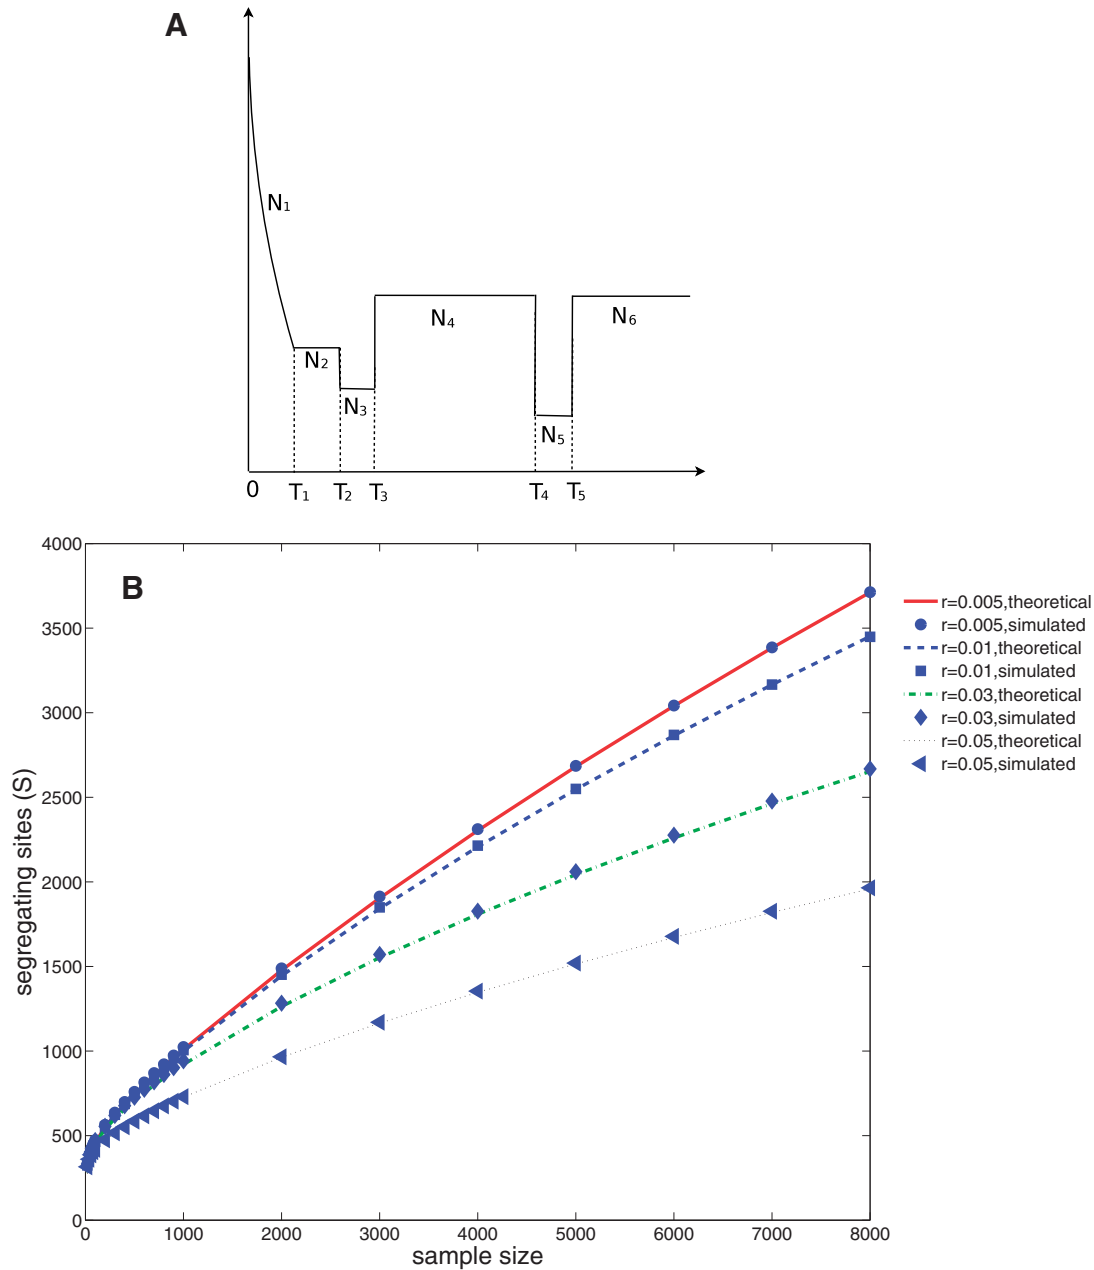 A
N1
N2
N3
N4
N5
N6
0 T1 T2 T3 T4 T5
B
4000
3500
3000
2500
2000
1500
1000
500
0
segregating sites (S)
0 1000 2000 3000 4000 5000 6000 7000 8000
sample size
r=0.005,theoretical
r=0.005,simulated
r=0.01,theoretical
r=0.01,simulated
r=0.03,theoretical
r=0.03,simulated
r=0.05,theoretical
r=0.05,simulated